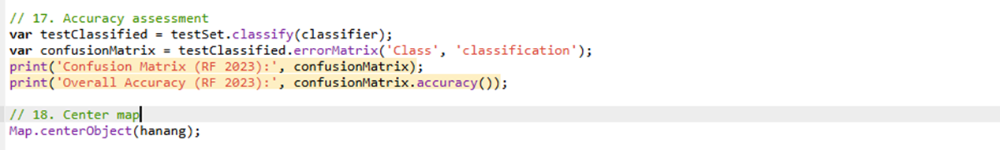 // 17. Accuracy assessment
var testClassified = testSet.classify(classifier);
var confusionMatrix = testClassified.errorMatrix('Class', 'classification');
print('Confusion Matrix (RF 2023):', confusionMatrix);
print('Overall Accuracy (RF 2023):', confusionMatrix.accuracy());
// 18. Center map
Map.centerObject(hanang);